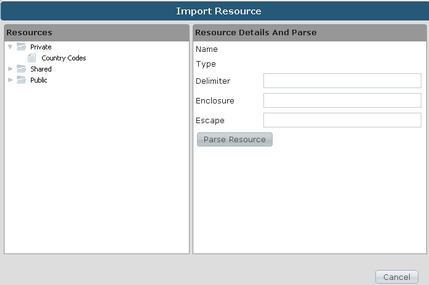 Import Resource
Resources
Private
Country Codes
Shared
Public
Resource Details And Parse
Name
Type
Delimiter
Enclosure
Escape
Parse Resource
Cancel